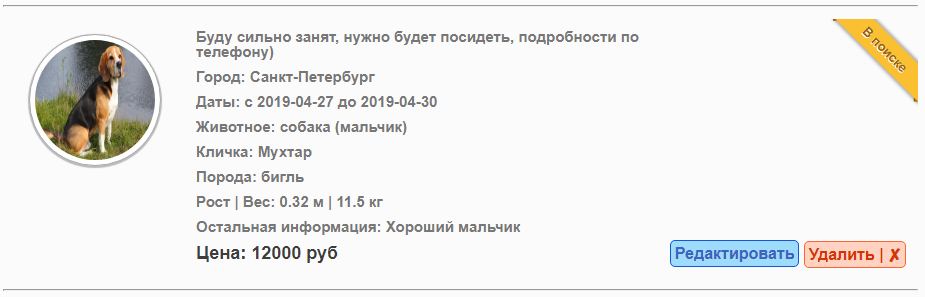 Буду сильно занят, нужно будет посидеть, подробности по
телефону)
В поиске
Город: Санкт-Петербург
Даты: с 2019-04-27 до 2019-04-30
Животное: собака (мальчик)
Кличка: Мухтар
Порода: бигль
Рост | Вес: 0.32 м | 11.5 кг
Остальная информация: Хороший мальчик
Цена: 12000 руб
Редактировать
Удалить | ✘